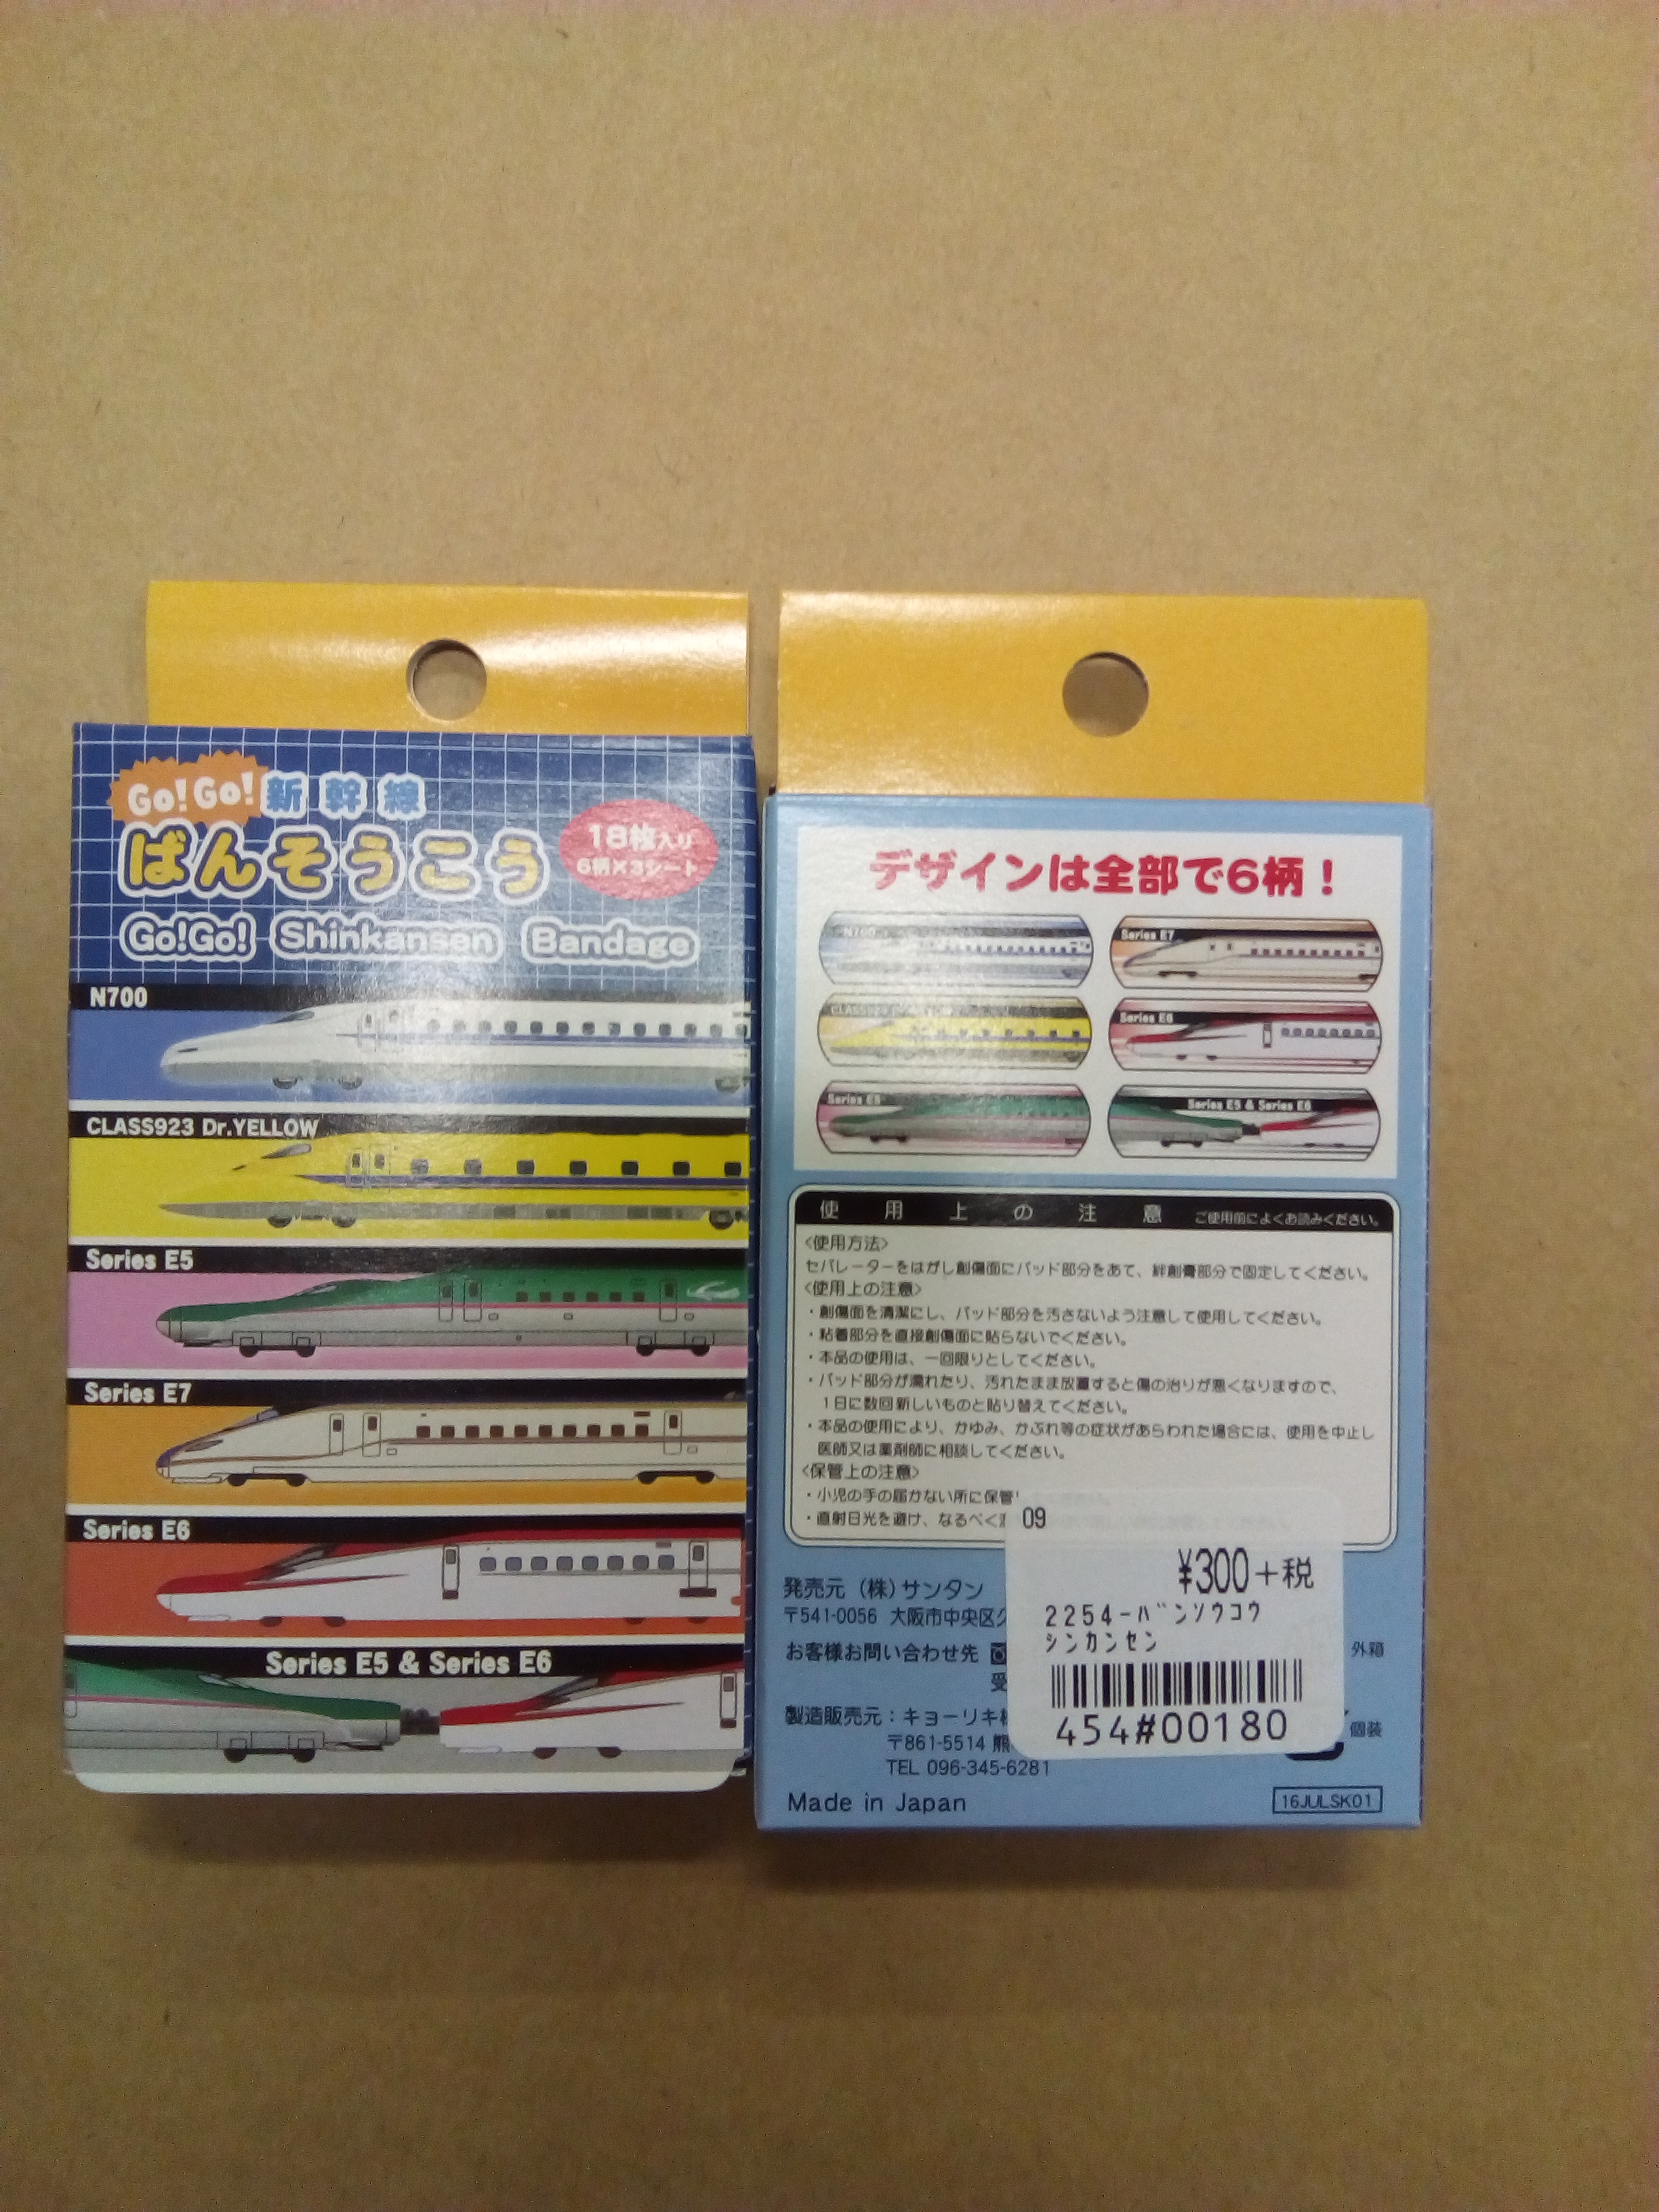 Go!Go!新幹線
ばんそうこう
18枚入り
6柄×3シート
Go!Go! Shinkansen Bandage
N700
CLASS923 Dr.YELLOW
Series E5
Series E7
Series E6
Series E5 & Series E6
デザインは全部で6柄！
N700
Series E7
CLASS923
Series E6
Series E5
Series E5 & Series E6
使用上の注意 ご使用前によくお読みください。
〈使用方法〉
セパレーターをはがし創傷面にパッド部分をあて、絆創膏部分で固定してください。
〈使用上の注意〉
・創傷面を清潔にし、パッド部分を汚さないよう注意して使用してください。
・粘着部分を直接創傷面に貼らないでください。
・本品の使用は、一回限りとしてください。
・パッド部分が濡れたり、汚れたまま放置すると傷の治りが悪くなりますので、
1日に数回新しいものと貼り替えてください。
・本品の使用により、かゆみ、かぶれ等の症状があらわれた場合には、使用を中止し
医師又は薬剤師に相談してください。
〈保管上の注意〉
・小児の手の届かない所に保管
・直射日光を避け、なるべく
09
¥300+税
2254-バンソウコウ
シンカンセン
454#00180
発売元 (株)サンタン
〒541-0056 大阪市中央区久
お客様お問い合わせ先
受
外箱
製造販売元：キョーリキ
〒861-5514 熊
個装
TEL 096-345-6281
Made in Japan
16JULSK01